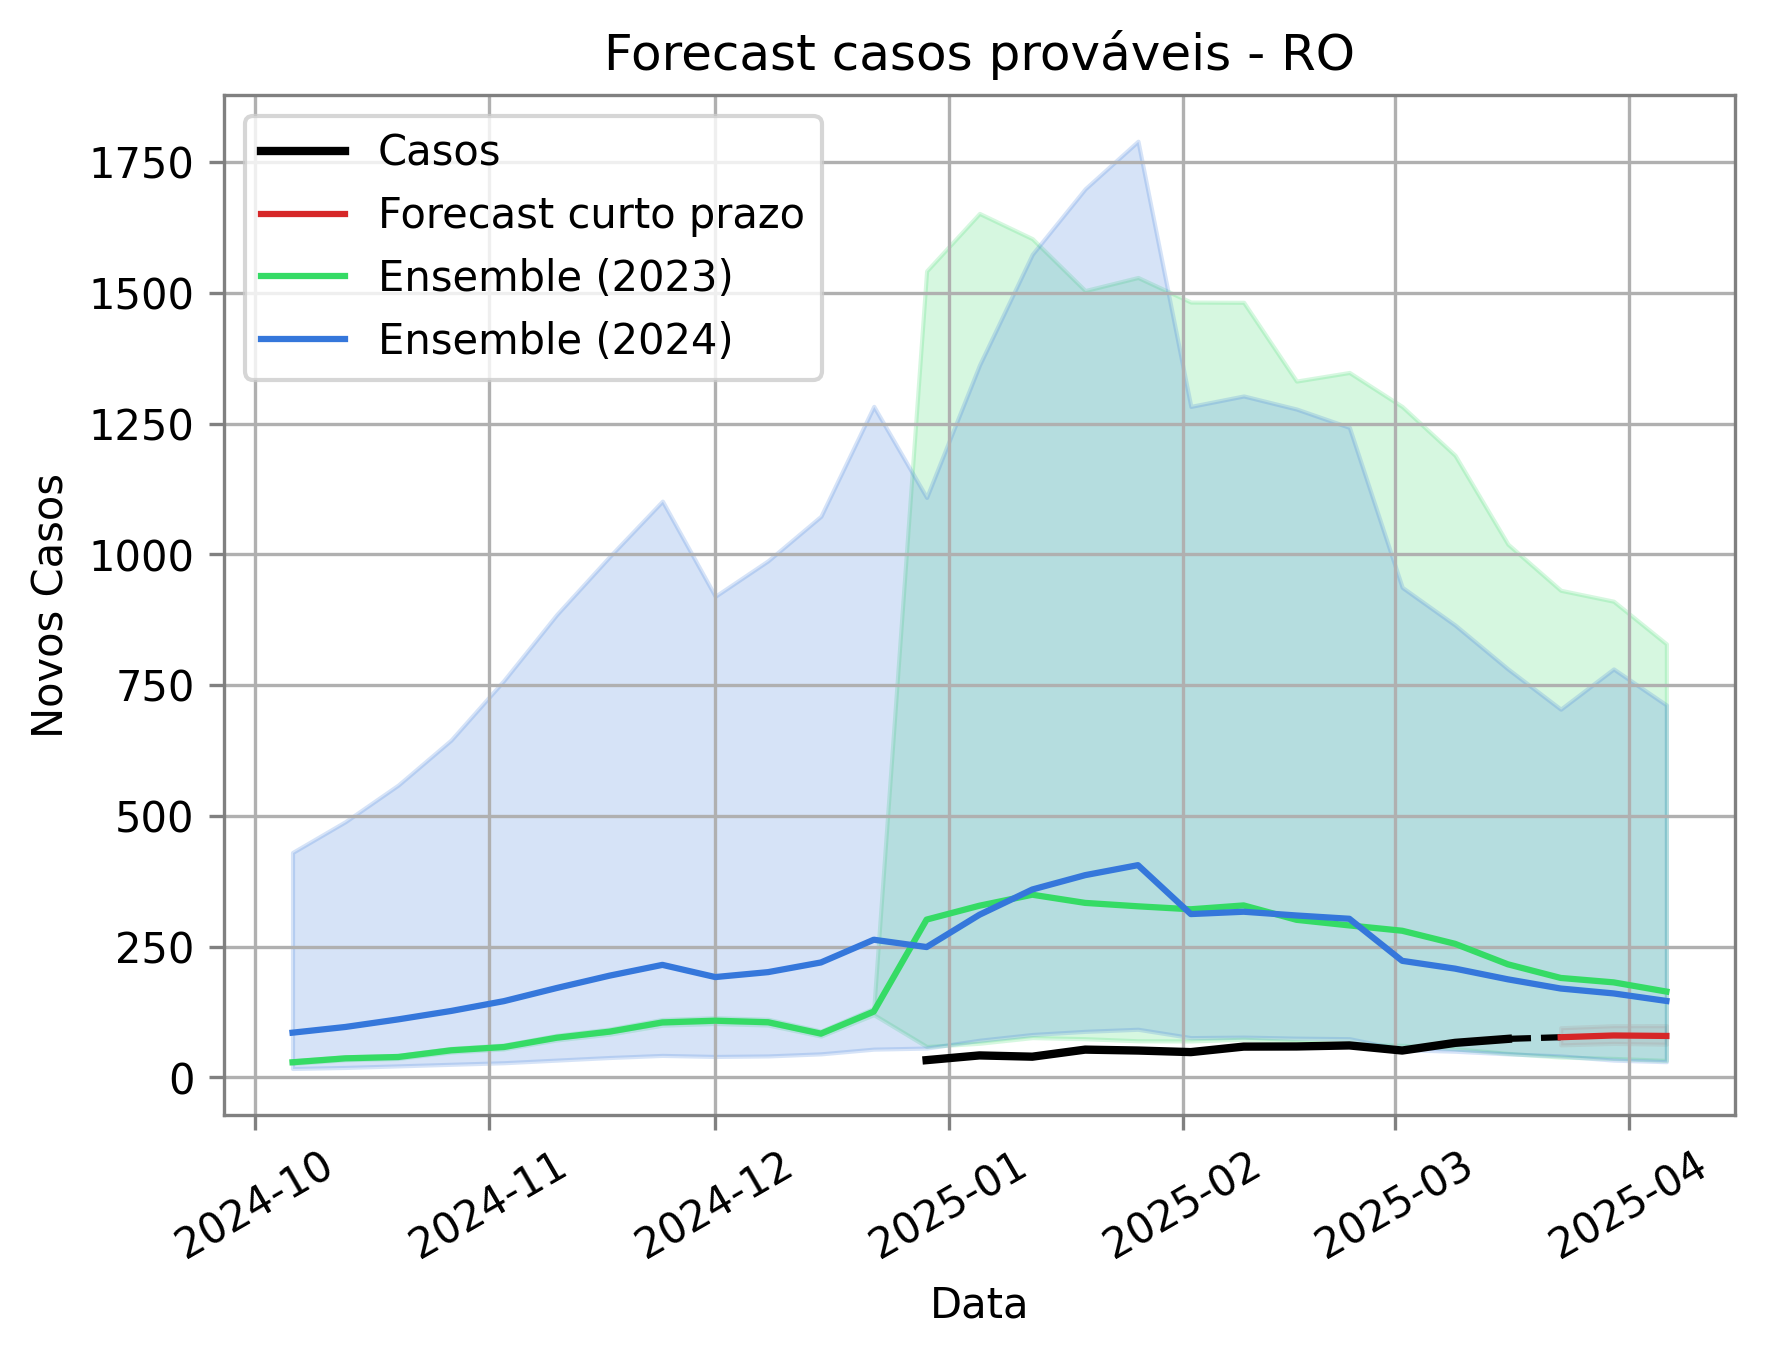 Forecast casos prováveis - RO
Casos
Forecast curto prazo
Ensemble (2023)
Ensemble (2024)
Novos Casos
1750
1500
1250
1000
750
500
250
0
2024-10
2024-11
2024-12
2025-01
2025-02
2025-03
2025-04
Data